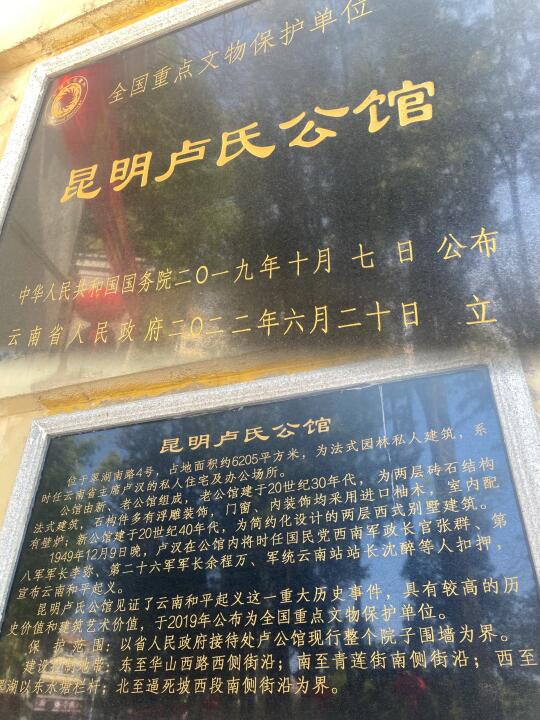 全国重点文物保护单位
昆明卢氏公馆
中华人民共和国国务院二〇一九年十月七日 公布
云南省人民政府二〇二二年六月二十日 立
昆明卢氏公馆
位于翠湖南路4号，占地面积约6205平方米，为法式园林私人建筑，系
时任云南省主席卢汉的私人住宅及办公场所。
公馆由新、老公馆组成，老公馆建于20世纪30年代，为两层砖石结构
法式建筑，石构件多有浮雕装饰，门窗、内装饰均采用进口柚木，室内配
有壁炉；新公馆建于20世纪40年代，为简约化设计的两层西式别墅建筑。
1949年12月9日晚，卢汉在公馆内将时任国民党西南军政长官张群、第
八军军长李弥、第二十六军军长余程万、军统云南站站长沈醉等人扣押，
宣布云南和平起义。
昆明卢氏公馆见证了云南和平起义这一重大历史事件，具有较高的历
史价值和建筑艺术价值，于2019年公布为全国重点文物保护单位。
保护范围：以省人民政府接待处卢公馆现行整个院子围墙为界。
建设控制地带：东至华山西路西侧街沿；南至青莲街南侧街沿；西至
翠湖以东水塘栏杆；北至逼死坡西段南侧街沿为界。